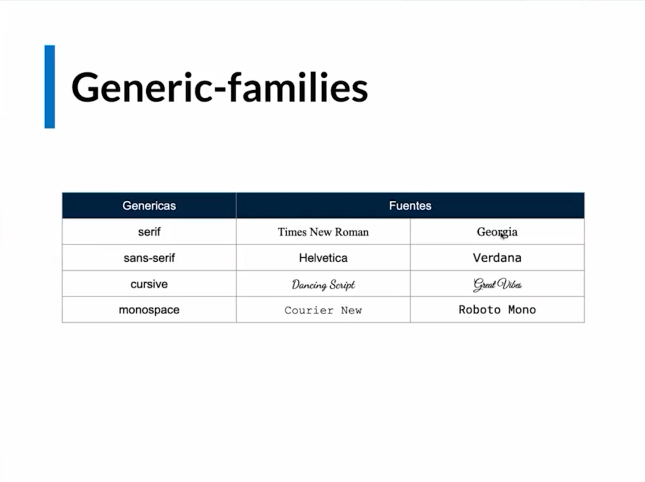 Generic-families
Genericas Fuentes
serif Times New Roman Georgia
sans-serif Helvetica Verdana
cursive Dancing Script Great Vibes
monospace Courier New Roboto Mono